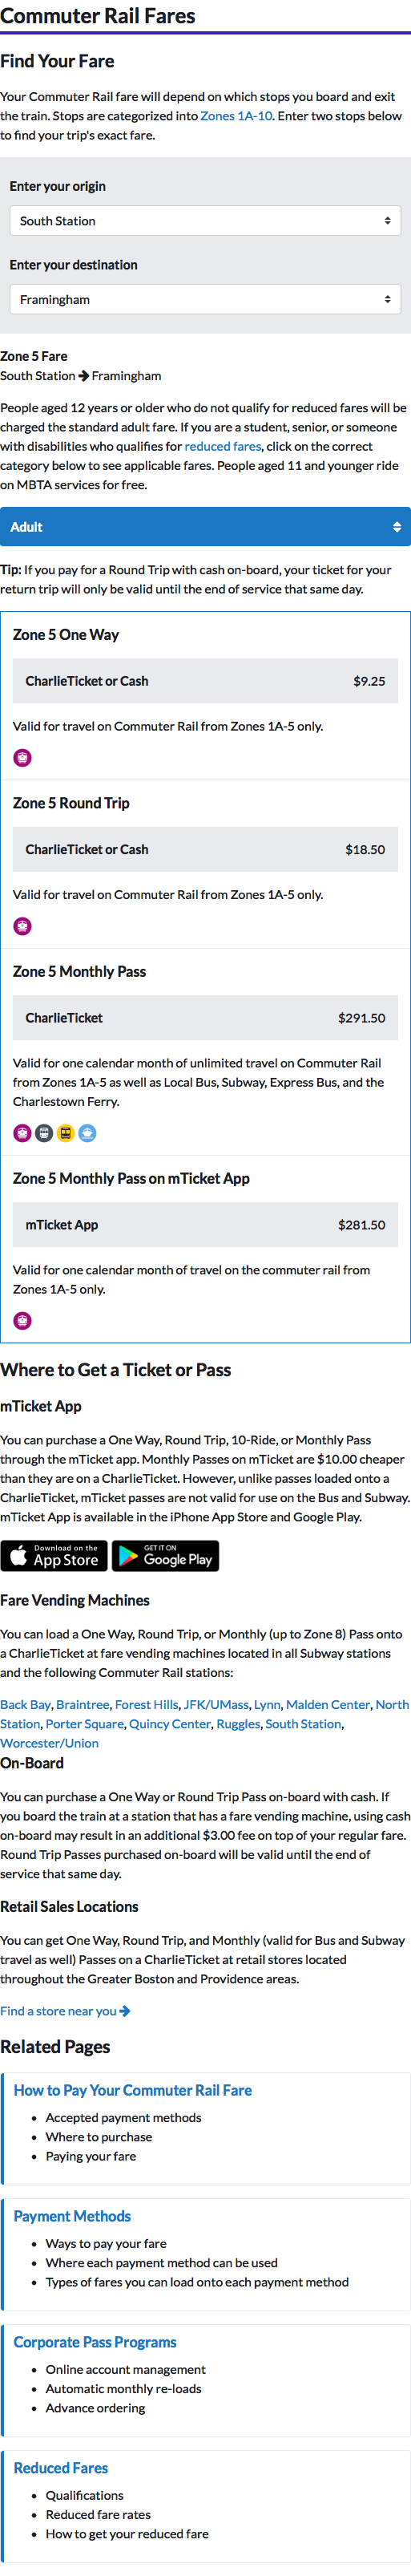 Commuter Rail Fares
Find Your Fare
Your Commuter Rail fare will depend on which stops you board and exit
the train. Stops are categorized into Zones 1A-10. Enter two stops below
to find your trip's exact fare.
Enter your origin
South Station
Enter your destination
Framingham
Zone 5 Fare
South Station → Framingham
People aged 12 years or older who do not qualify for reduced fares will be
charged the standard adult fare. If you are a student, senior, or someone
with disabilities who qualifies for reduced fares, click on the correct
category below to see applicable fares. People aged 11 and younger ride
on MBTA services for free.
Adult
Tip: If you pay for a Round Trip with cash on-board, your ticket for your
return trip will only be valid until the end of service that same day.
Zone 5 One Way
CharlieTicket or Cash $9.25
Valid for travel on Commuter Rail from Zones 1A-5 only.
Zone 5 Round Trip
CharlieTicket or Cash $18.50
Valid for travel on Commuter Rail from Zones 1A-5 only.
Zone 5 Monthly Pass
CharlieTicket $291.50
Valid for one calendar month of unlimited travel on Commuter Rail
from Zones 1A-5 as well as Local Bus, Subway, Express Bus, and the
Charlestown Ferry.
Zone 5 Monthly Pass on mTicket App
mTicket App $281.50
Valid for one calendar month of travel on the commuter rail from
Zones 1A-5 only.
Where to Get a Ticket or Pass
mTicket App
You can purchase a One Way, Round Trip, 10-Ride, or Monthly Pass
through the mTicket app. Monthly Passes on mTicket are $10.00 cheaper
than they are on a CharlieTicket. However, unlike passes loaded onto a
CharlieTicket, mTicket passes are not valid for use on the Bus and Subway.
mTicket App is available in the iPhone App Store and Google Play.
Download on the App Store GET IT ON Google Play
Fare Vending Machines
You can load a One Way, Round Trip, or Monthly (up to Zone 8) Pass onto
a CharlieTicket at fare vending machines located in all Subway stations
and the following Commuter Rail stations:
Back Bay, Braintree, Forest Hills, JFK/UMass, Lynn, Malden Center, North
Station, Porter Square, Quincy Center, Ruggles, South Station,
Worcester/Union
On-Board
You can purchase a One Way or Round Trip Pass on-board with cash. If
you board the train at a station that has a fare vending machine, using cash
on-board may result in an additional $3.00 fee on top of your regular fare.
Round Trip Passes purchased on-board will be valid until the end of
service that same day.
Retail Sales Locations
You can get One Way, Round Trip, and Monthly (valid for Bus and Subway
travel as well) Passes on a CharlieTicket at retail stores located
throughout the Greater Boston and Providence areas.
Find a store near you →
Related Pages
How to Pay Your Commuter Rail Fare
• Accepted payment methods
• Where to purchase
• Paying your fare
Payment Methods
• Ways to pay your fare
• Where each payment method can be used
• Types of fares you can load onto each payment method
Corporate Pass Programs
• Online account management
• Automatic monthly re-loads
• Advance ordering
Reduced Fares
• Qualifications
• Reduced fare rates
• How to get your reduced fare